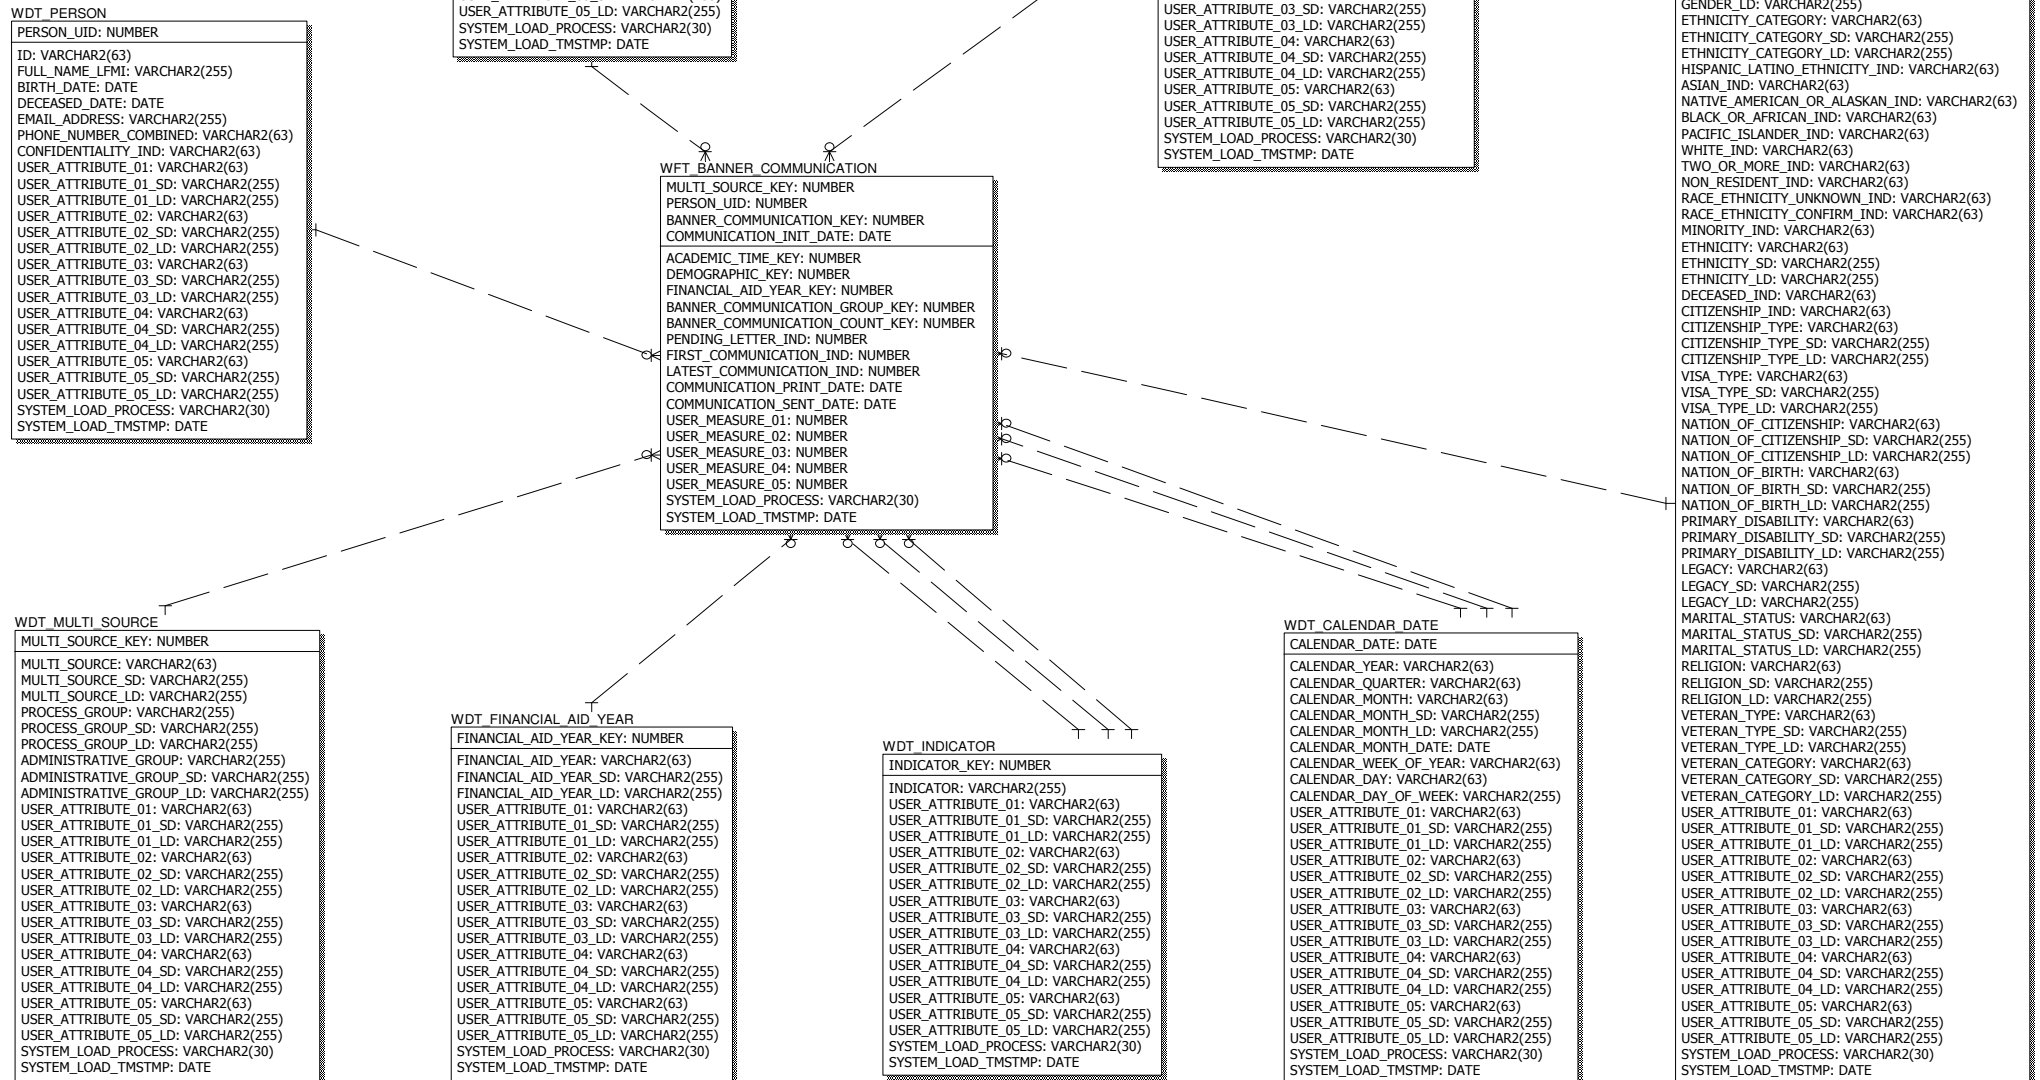 WDT_PERSON
PERSON_UID: NUMBER
ID: VARCHAR2(63)
FULL_NAME_LFMI: VARCHAR2(255)
BIRTH_DATE: DATE
DECEASED_DATE: DATE
EMAIL_ADDRESS: VARCHAR2(255)
PHONE_NUMBER_COMBINED: VARCHAR2(63)
CONFIDENTIALITY_IND: VARCHAR2(63)
USER_ATTRIBUTE_01: VARCHAR2(63)
USER_ATTRIBUTE_01_SD: VARCHAR2(255)
USER_ATTRIBUTE_01_LD: VARCHAR2(255)
USER_ATTRIBUTE_02: VARCHAR2(63)
USER_ATTRIBUTE_02_SD: VARCHAR2(255)
USER_ATTRIBUTE_02_LD: VARCHAR2(255)
USER_ATTRIBUTE_03: VARCHAR2(63)
USER_ATTRIBUTE_03_SD: VARCHAR2(255)
USER_ATTRIBUTE_03_LD: VARCHAR2(255)
USER_ATTRIBUTE_04: VARCHAR2(63)
USER_ATTRIBUTE_04_SD: VARCHAR2(255)
USER_ATTRIBUTE_04_LD: VARCHAR2(255)
USER_ATTRIBUTE_05: VARCHAR2(63)
USER_ATTRIBUTE_05_SD: VARCHAR2(255)
USER_ATTRIBUTE_05_LD: VARCHAR2(255)
SYSTEM_LOAD_PROCESS: VARCHAR2(30)
SYSTEM_LOAD_TMSTMP: DATE
USER_ATTRIBUTE_05_LD: VARCHAR2(255)
SYSTEM_LOAD_PROCESS: VARCHAR2(30)
SYSTEM_LOAD_TMSTMP: DATE
USER_ATTRIBUTE_03_SD: VARCHAR2(255)
USER_ATTRIBUTE_03_LD: VARCHAR2(255)
USER_ATTRIBUTE_04: VARCHAR2(63)
USER_ATTRIBUTE_04_SD: VARCHAR2(255)
USER_ATTRIBUTE_04_LD: VARCHAR2(255)
USER_ATTRIBUTE_05: VARCHAR2(63)
USER_ATTRIBUTE_05_SD: VARCHAR2(255)
USER_ATTRIBUTE_05_LD: VARCHAR2(255)
SYSTEM_LOAD_PROCESS: VARCHAR2(30)
SYSTEM_LOAD_TMSTMP: DATE
WFT_BANNER_COMMUNICATION
MULTI_SOURCE_KEY: NUMBER
PERSON_UID: NUMBER
BANNER_COMMUNICATION_KEY: NUMBER
COMMUNICATION_INIT_DATE: DATE
ACADEMIC_TIME_KEY: NUMBER
DEMOGRAPHIC_KEY: NUMBER
FINANCIAL_AID_YEAR_KEY: NUMBER
BANNER_COMMUNICATION_GROUP_KEY: NUMBER
BANNER_COMMUNICATION_COUNT_KEY: NUMBER
PENDING_LETTER_IND: NUMBER
FIRST_COMMUNICATION_IND: NUMBER
LATEST_COMMUNICATION_IND: NUMBER
COMMUNICATION_PRINT_DATE: DATE
COMMUNICATION_SENT_DATE: DATE
USER_MEASURE_01: NUMBER
USER_MEASURE_02: NUMBER
USER_MEASURE_03: NUMBER
USER_MEASURE_04: NUMBER
USER_MEASURE_05: NUMBER
SYSTEM_LOAD_PROCESS: VARCHAR2(30)
SYSTEM_LOAD_TMSTMP: DATE
GENDER_LD: VARCHAR2(255)
ETHNICITY_CATEGORY: VARCHAR2(63)
ETHNICITY_CATEGORY_SD: VARCHAR2(255)
ETHNICITY_CATEGORY_LD: VARCHAR2(255)
HISPANIC_LATINO_ETHNICITY_IND: VARCHAR2(63)
ASIAN_IND: VARCHAR2(63)
NATIVE_AMERICAN_OR_ALASKAN_IND: VARCHAR2(63)
BLACK_OR_AFRICAN_IND: VARCHAR2(63)
PACIFIC_ISLANDER_IND: VARCHAR2(63)
WHITE_IND: VARCHAR2(63)
TWO_OR_MORE_IND: VARCHAR2(63)
NON_RESIDENT_IND: VARCHAR2(63)
RACE_ETHNICITY_UNKNOWN_IND: VARCHAR2(63)
RACE_ETHNICITY_CONFIRM_IND: VARCHAR2(63)
MINORITY_IND: VARCHAR2(63)
ETHNICITY: VARCHAR2(63)
ETHNICITY_SD: VARCHAR2(255)
ETHNICITY_LD: VARCHAR2(255)
DECEASED_IND: VARCHAR2(63)
CITIZENSHIP_IND: VARCHAR2(63)
CITIZENSHIP_TYPE: VARCHAR2(63)
CITIZENSHIP_TYPE_SD: VARCHAR2(255)
CITIZENSHIP_TYPE_LD: VARCHAR2(255)
VISA_TYPE: VARCHAR2(63)
VISA_TYPE_SD: VARCHAR2(255)
VISA_TYPE_LD: VARCHAR2(255)
NATION_OF_CITIZENSHIP: VARCHAR2(63)
NATION_OF_CITIZENSHIP_SD: VARCHAR2(255)
NATION_OF_CITIZENSHIP_LD: VARCHAR2(255)
NATION_OF_BIRTH: VARCHAR2(63)
NATION_OF_BIRTH_SD: VARCHAR2(255)
NATION_OF_BIRTH_LD: VARCHAR2(255)
PRIMARY_DISABILITY: VARCHAR2(63)
PRIMARY_DISABILITY_SD: VARCHAR2(255)
PRIMARY_DISABILITY_LD: VARCHAR2(255)
LEGACY: VARCHAR2(63)
LEGACY_SD: VARCHAR2(255)
LEGACY_LD: VARCHAR2(255)
MARITAL_STATUS: VARCHAR2(63)
MARITAL_STATUS_SD: VARCHAR2(255)
MARITAL_STATUS_LD: VARCHAR2(255)
RELIGION: VARCHAR2(63)
RELIGION_SD: VARCHAR2(255)
RELIGION_LD: VARCHAR2(255)
VETERAN_TYPE: VARCHAR2(63)
VETERAN_TYPE_SD: VARCHAR2(255)
VETERAN_TYPE_LD: VARCHAR2(255)
VETERAN_CATEGORY: VARCHAR2(63)
VETERAN_CATEGORY_SD: VARCHAR2(255)
VETERAN_CATEGORY_LD: VARCHAR2(255)
USER_ATTRIBUTE_01: VARCHAR2(63)
USER_ATTRIBUTE_01_SD: VARCHAR2(255)
USER_ATTRIBUTE_01_LD: VARCHAR2(255)
USER_ATTRIBUTE_02: VARCHAR2(63)
USER_ATTRIBUTE_02_SD: VARCHAR2(255)
USER_ATTRIBUTE_02_LD: VARCHAR2(255)
USER_ATTRIBUTE_03: VARCHAR2(63)
USER_ATTRIBUTE_03_SD: VARCHAR2(255)
USER_ATTRIBUTE_03_LD: VARCHAR2(255)
USER_ATTRIBUTE_04: VARCHAR2(63)
USER_ATTRIBUTE_04_SD: VARCHAR2(255)
USER_ATTRIBUTE_04_LD: VARCHAR2(255)
USER_ATTRIBUTE_05: VARCHAR2(63)
USER_ATTRIBUTE_05_SD: VARCHAR2(255)
USER_ATTRIBUTE_05_LD: VARCHAR2(255)
SYSTEM_LOAD_PROCESS: VARCHAR2(30)
SYSTEM_LOAD_TMSTMP: DATE
WDT_MULTI_SOURCE
MULTI_SOURCE_KEY: NUMBER
MULTI_SOURCE: VARCHAR2(63)
MULTI_SOURCE_SD: VARCHAR2(255)
MULTI_SOURCE_LD: VARCHAR2(255)
PROCESS_GROUP: VARCHAR2(255)
PROCESS_GROUP_SD: VARCHAR2(255)
PROCESS_GROUP_LD: VARCHAR2(255)
ADMINISTRATIVE_GROUP: VARCHAR2(255)
ADMINISTRATIVE_GROUP_SD: VARCHAR2(255)
ADMINISTRATIVE_GROUP_LD: VARCHAR2(255)
USER_ATTRIBUTE_01: VARCHAR2(63)
USER_ATTRIBUTE_01_SD: VARCHAR2(255)
USER_ATTRIBUTE_01_LD: VARCHAR2(255)
USER_ATTRIBUTE_02: VARCHAR2(63)
USER_ATTRIBUTE_02_SD: VARCHAR2(255)
USER_ATTRIBUTE_02_LD: VARCHAR2(255)
USER_ATTRIBUTE_03: VARCHAR2(63)
USER_ATTRIBUTE_03_SD: VARCHAR2(255)
USER_ATTRIBUTE_03_LD: VARCHAR2(255)
USER_ATTRIBUTE_04: VARCHAR2(63)
USER_ATTRIBUTE_04_SD: VARCHAR2(255)
USER_ATTRIBUTE_04_LD: VARCHAR2(255)
USER_ATTRIBUTE_05: VARCHAR2(63)
USER_ATTRIBUTE_05_SD: VARCHAR2(255)
USER_ATTRIBUTE_05_LD: VARCHAR2(255)
SYSTEM_LOAD_PROCESS: VARCHAR2(30)
SYSTEM_LOAD_TMSTMP: DATE
WDT_FINANCIAL_AID_YEAR
FINANCIAL_AID_YEAR_KEY: NUMBER
FINANCIAL_AID_YEAR: VARCHAR2(63)
FINANCIAL_AID_YEAR_SD: VARCHAR2(255)
FINANCIAL_AID_YEAR_LD: VARCHAR2(255)
USER_ATTRIBUTE_01: VARCHAR2(63)
USER_ATTRIBUTE_01_SD: VARCHAR2(255)
USER_ATTRIBUTE_01_LD: VARCHAR2(255)
USER_ATTRIBUTE_02: VARCHAR2(63)
USER_ATTRIBUTE_02_SD: VARCHAR2(255)
USER_ATTRIBUTE_02_LD: VARCHAR2(255)
USER_ATTRIBUTE_03: VARCHAR2(63)
USER_ATTRIBUTE_03_SD: VARCHAR2(255)
USER_ATTRIBUTE_03_LD: VARCHAR2(255)
USER_ATTRIBUTE_04: VARCHAR2(63)
USER_ATTRIBUTE_04_SD: VARCHAR2(255)
USER_ATTRIBUTE_04_LD: VARCHAR2(255)
USER_ATTRIBUTE_05: VARCHAR2(63)
USER_ATTRIBUTE_05_SD: VARCHAR2(255)
USER_ATTRIBUTE_05_LD: VARCHAR2(255)
SYSTEM_LOAD_PROCESS: VARCHAR2(30)
SYSTEM_LOAD_TMSTMP: DATE
WDT_INDICATOR
INDICATOR_KEY: NUMBER
INDICATOR: VARCHAR2(255)
USER_ATTRIBUTE_01: VARCHAR2(63)
USER_ATTRIBUTE_01_SD: VARCHAR2(255)
USER_ATTRIBUTE_01_LD: VARCHAR2(255)
USER_ATTRIBUTE_02: VARCHAR2(63)
USER_ATTRIBUTE_02_SD: VARCHAR2(255)
USER_ATTRIBUTE_02_LD: VARCHAR2(255)
USER_ATTRIBUTE_03: VARCHAR2(63)
USER_ATTRIBUTE_03_SD: VARCHAR2(255)
USER_ATTRIBUTE_03_LD: VARCHAR2(255)
USER_ATTRIBUTE_04: VARCHAR2(63)
USER_ATTRIBUTE_04_SD: VARCHAR2(255)
USER_ATTRIBUTE_04_LD: VARCHAR2(255)
USER_ATTRIBUTE_05: VARCHAR2(63)
USER_ATTRIBUTE_05_SD: VARCHAR2(255)
USER_ATTRIBUTE_05_LD: VARCHAR2(255)
SYSTEM_LOAD_PROCESS: VARCHAR2(30)
SYSTEM_LOAD_TMSTMP: DATE
WDT_CALENDAR_DATE
CALENDAR_DATE: DATE
CALENDAR_YEAR: VARCHAR2(63)
CALENDAR_QUARTER: VARCHAR2(63)
CALENDAR_MONTH: VARCHAR2(63)
CALENDAR_MONTH_SD: VARCHAR2(255)
CALENDAR_MONTH_LD: VARCHAR2(255)
CALENDAR_MONTH_DATE: DATE
CALENDAR_WEEK_OF_YEAR: VARCHAR2(63)
CALENDAR_DAY: VARCHAR2(63)
CALENDAR_DAY_OF_WEEK: VARCHAR2(255)
USER_ATTRIBUTE_01: VARCHAR2(63)
USER_ATTRIBUTE_01_SD: VARCHAR2(255)
USER_ATTRIBUTE_01_LD: VARCHAR2(255)
USER_ATTRIBUTE_02: VARCHAR2(63)
USER_ATTRIBUTE_02_SD: VARCHAR2(255)
USER_ATTRIBUTE_02_LD: VARCHAR2(255)
USER_ATTRIBUTE_03: VARCHAR2(63)
USER_ATTRIBUTE_03_SD: VARCHAR2(255)
USER_ATTRIBUTE_03_LD: VARCHAR2(255)
USER_ATTRIBUTE_04: VARCHAR2(63)
USER_ATTRIBUTE_04_SD: VARCHAR2(255)
USER_ATTRIBUTE_04_LD: VARCHAR2(255)
USER_ATTRIBUTE_05: VARCHAR2(63)
USER_ATTRIBUTE_05_SD: VARCHAR2(255)
USER_ATTRIBUTE_05_LD: VARCHAR2(255)
SYSTEM_LOAD_PROCESS: VARCHAR2(30)
SYSTEM_LOAD_TMSTMP: DATE